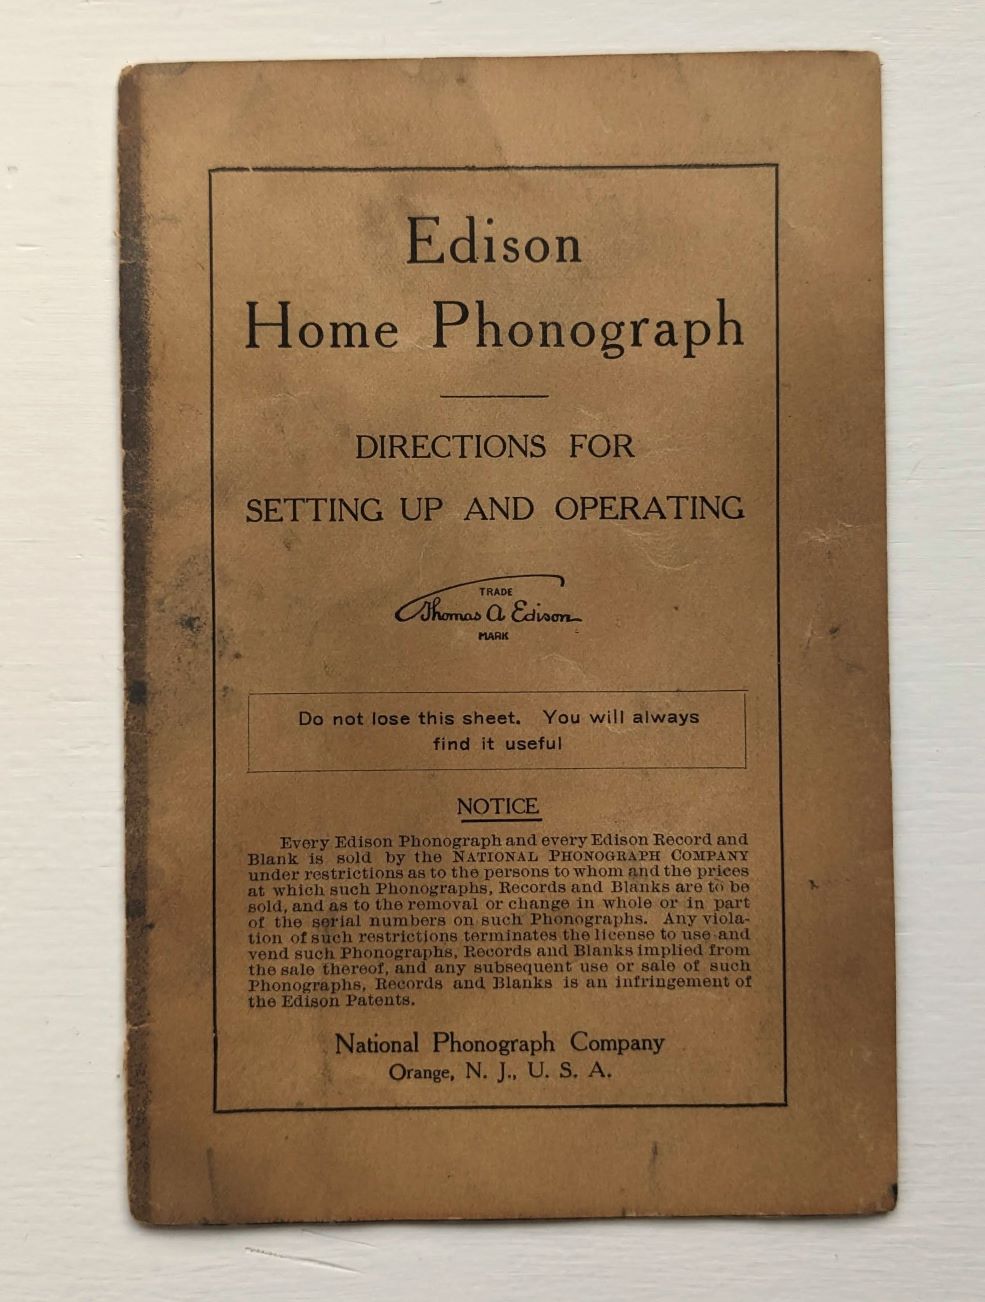 Edison
Home Phonograph
DIRECTIONS FOR
SETTING UP AND OPERATING
TRADE
Thomas A Edison
MARK
Do not lose this sheet. You will always
find it useful
NOTICE
Every Edison Phonograph and every Edison Record and
Blank is sold by the NATIONAL PHONOGRAPH COMPANY
under restrictions as to the persons to whom and the prices
at which such Phonographs, Records and Blanks are to be
sold, and as to the removal or change in whole or in part
of the serial numbers on such Phonographs. Any viola-
tion of such restrictions terminates the license to use and
vend such Phonographs, Records and Blanks implied from
the sale thereof, and any subsequent use or sale of such
Phonographs, Records and Blanks is an infringement of
the Edison Patents.
National Phonograph Company
Orange, N. J., U. S. A.